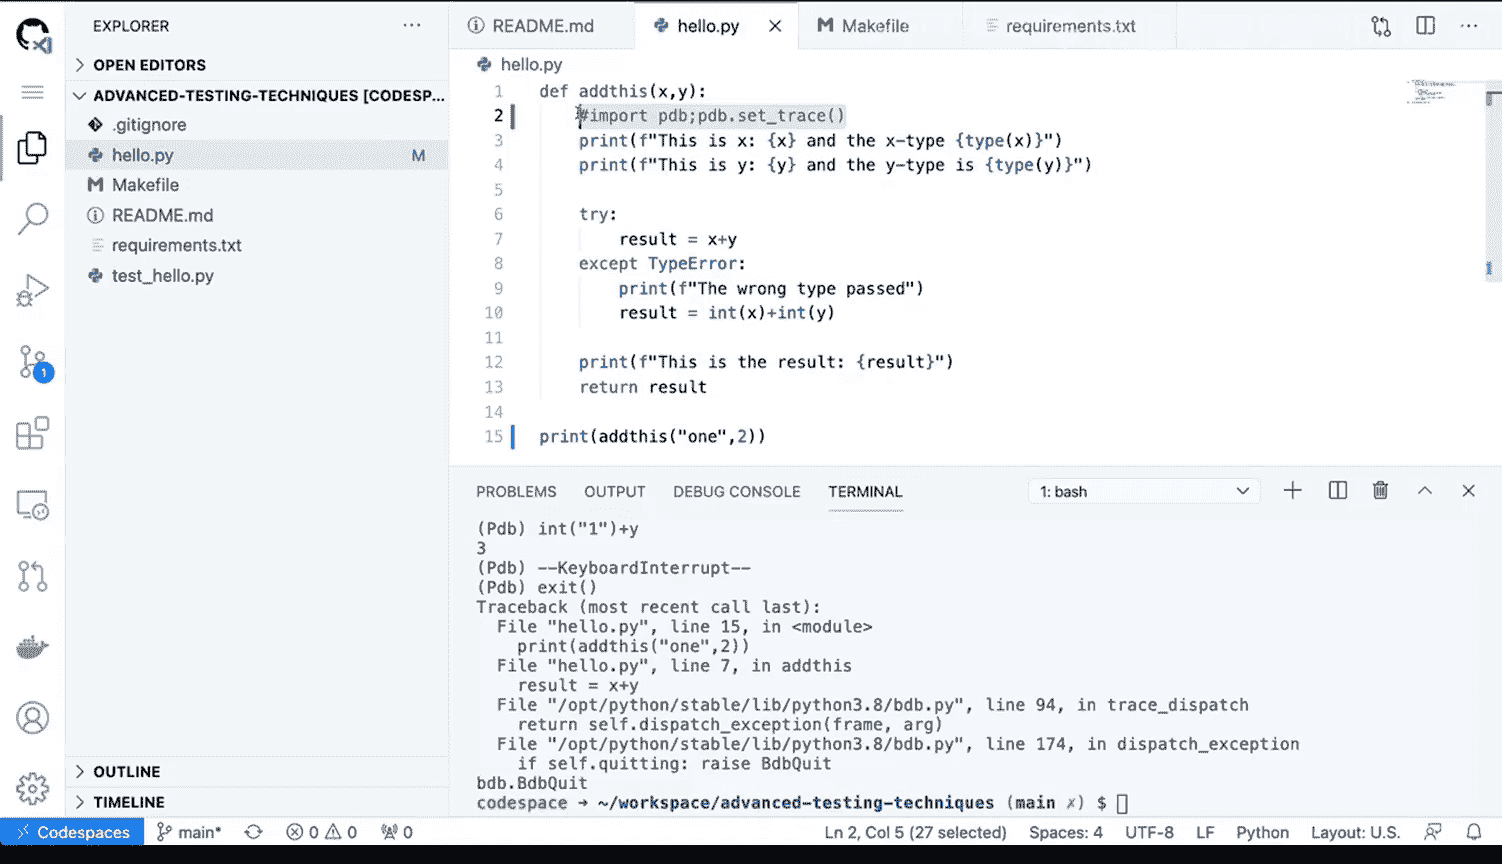 EXPLORER
OPEN EDITORS
ADVANCED-TESTING-TECHNIQUES [CODESP...
.gitignore
hello.py M
Makefile
README.md
requirements.txt
test_hello.py
OUTLINE
TIMELINE
1
README.md hello.py Makefile requirements.txt
hello.py
1 def addthis(x,y):
2 #import pdb;pdb.set_trace()
3 print(f"This is x: {x} and the x-type {type(x)}")
4 print(f"This is y: {y} and the y-type is {type(y)}")
5
6 try:
7 result = x+y
8 except TypeError:
9 print(f"The wrong type passed")
10 result = int(x)+int(y)
11
12 print(f"This is the result: {result}")
13 return result
14
15 print(addthis("one",2))
PROBLEMS OUTPUT DEBUG CONSOLE TERMINAL 1: bash
(Pdb) int("1")+y
3
(Pdb) --KeyboardInterrupt--
(Pdb) exit()
Traceback (most recent call last):
File "hello.py", line 15, in <module>
print(addthis("one",2))
File "hello.py", line 7, in addthis
result = x+y
File "/opt/python/stable/lib/python3.8/bdb.py", line 94, in trace_dispatch
return self.dispatch_exception(frame, arg)
File "/opt/python/stable/lib/python3.8/bdb.py", line 174, in dispatch_exception
if self.quitting: raise BdbQuit
bdb.BdbQuit
codespace → ~/workspace/advanced-testing-techniques (main ✗) $
Codespaces main* 0 0 0 Ln 2, Col 5 (27 selected) Spaces: 4 UTF-8 LF Python Layout: U.S.